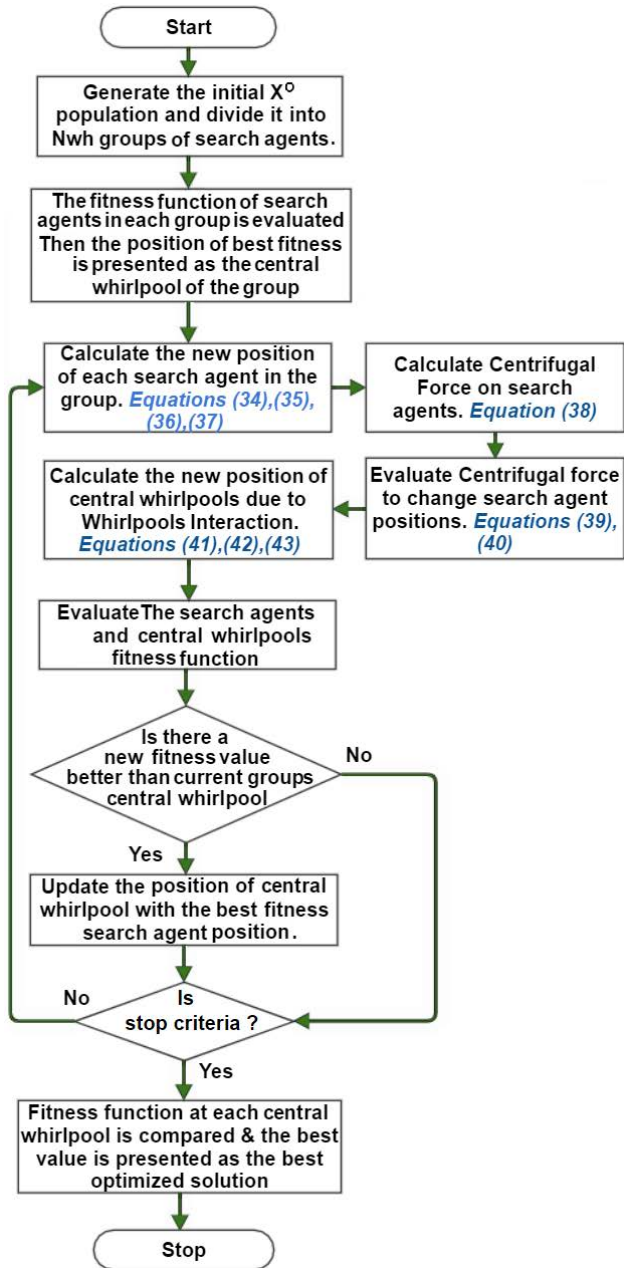 Start
Generate the initial X⁰
population and divide it into
Nwh groups of search agents.
The fitness function of search
agents in each group is evaluated
Then the position of best fitness
is presented as the central
whirlpool of the group
Calculate the new position
of each search agent in the
group. Equations (34),(35),
(36),(37)
Calculate Centrifugal
Force on search
agents. Equation (38)
Evaluate Centrifugal force
to change search agent
positions. Equations (39),
(40)
Calculate the new position of
central whirlpools due to
Whirlpools Interaction.
Equations (41),(42),(43)
EvaluateThe search agents
and central whirlpools
fitness function
Is there a
new fitness value
better than current groups
central whirlpool
No
Yes
Update the position of central
whirlpool with the best fitness
search agent position.
No
Is
stop criteria ?
Yes
Fitness function at each central
whirlpool is compared & the best
value is presented as the best
optimized solution
Stop